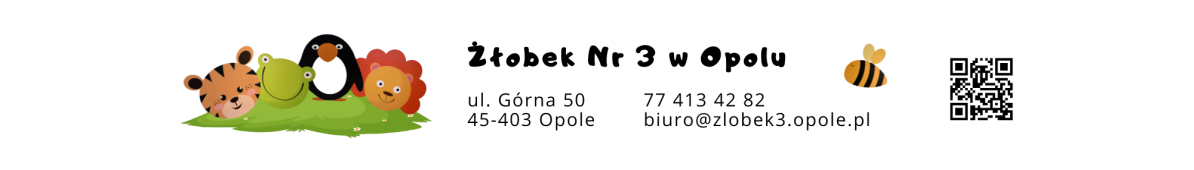 Żłobek Nr 3 w Opolu
ul. Górna 50
45-403 Opole
77 413 42 82
biuro@zlobek3.opole.pl